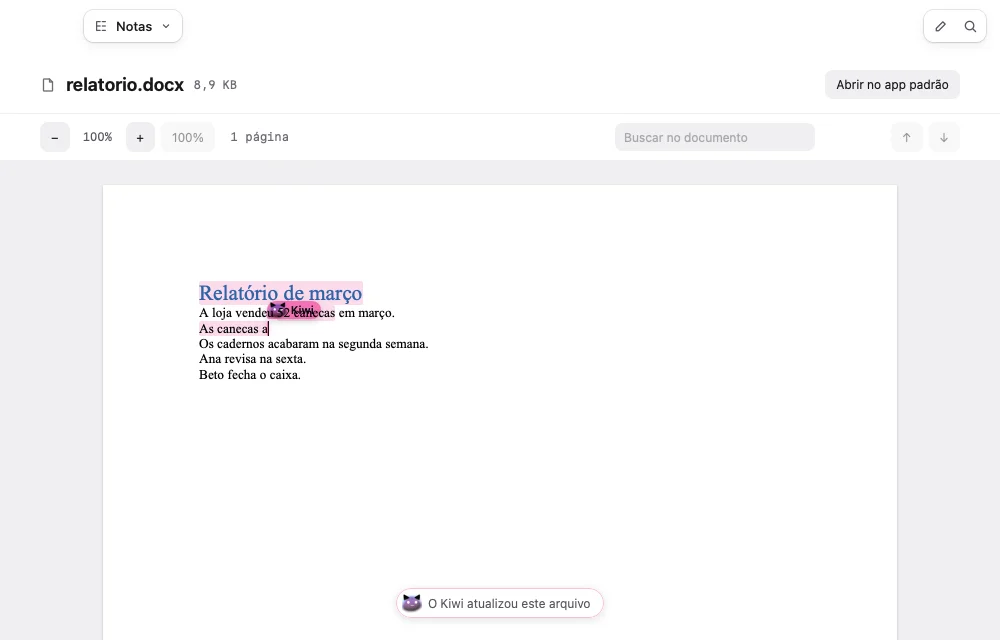 Notas
relatorio.docx 8,9 KB
Abrir no app padrão
− 100% + 100% 1 página
Buscar no documento
Relatório de março
A loja vendeu 52 canecas em março.
Kiwi
As canecas a
Os cadernos acabaram na segunda semana.
Ana revisa na sexta.
Beto fecha o caixa.
O Kiwi atualizou este arquivo